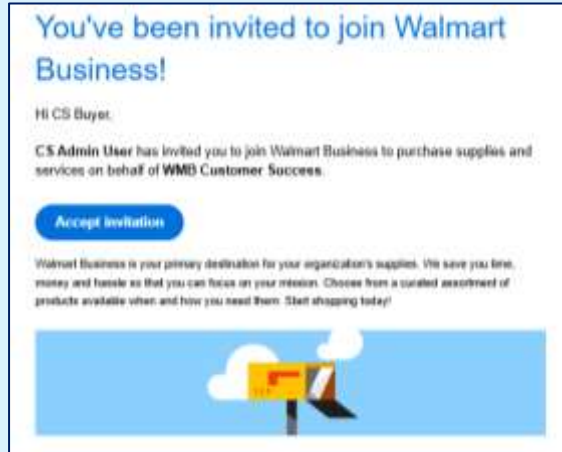 You've been invited to join Walmart
Business!
Hi CS Buyer,
CS Admin User has invited you to join Walmart Business to purchase supplies and
services on behalf of WMB Customer Success.
Accept invitation
Walmart Business is your primary destination for your organization's supplies. We save you time,
money and hassle so that you can focus on your mission. Choose from a curated assortment of
products available when and how you need them. Start shopping today!